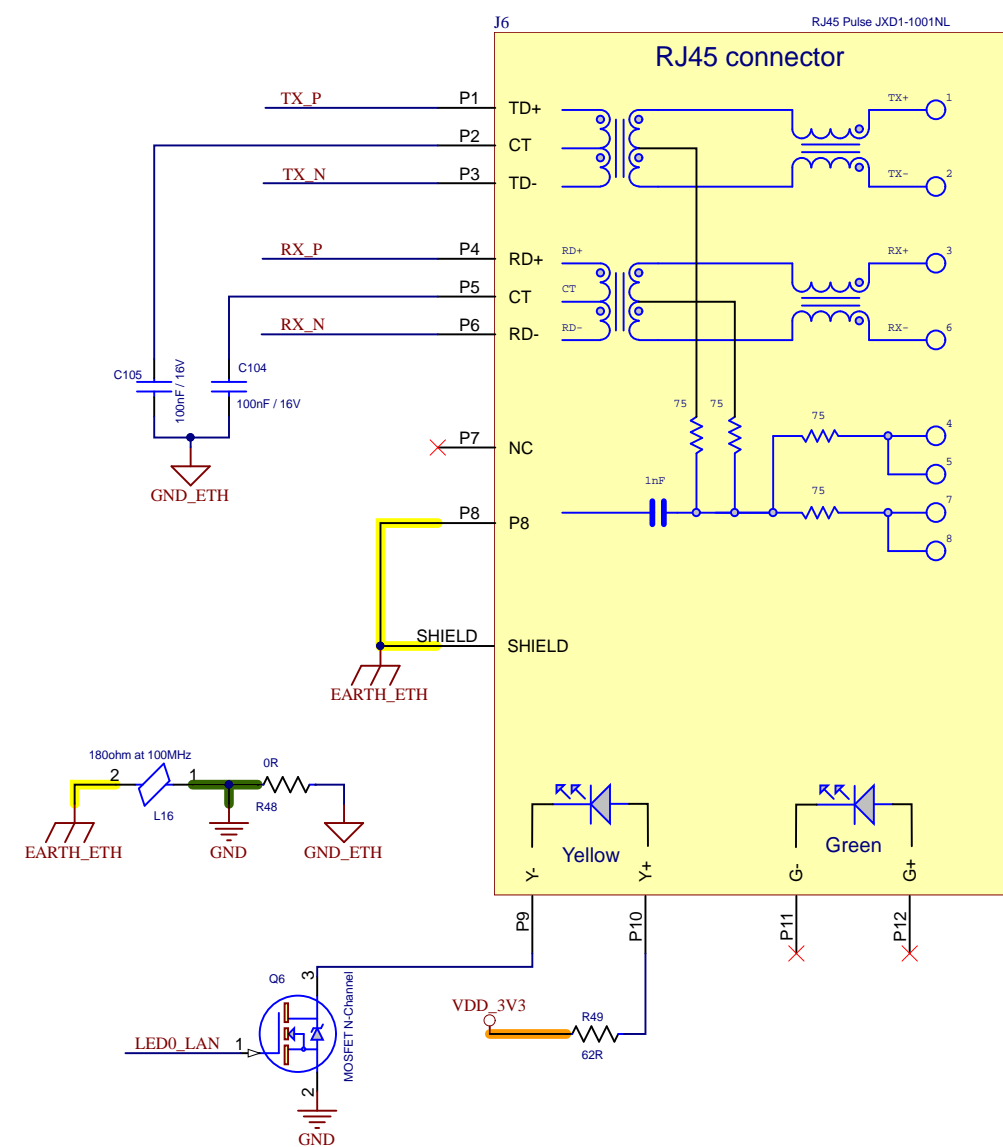 J6
RJ45 Pulse JXD1-1001NL
RJ45 connector
TX_P
P1
TD+
TX+
1
P2
CT
TX_N
P3
TD-
TX-
2
RX_P
P4
RD+
RD+
RX+
3
P5
CT
CT
RX_N
P6
RD-
RD-
RX-
6
C105
100nF / 16V
C104
100nF / 16V
75
75
75
4
P7
NC
5
GND_ETH
1nF
75
7
P8
P8
8
SHIELD
SHIELD
EARTH_ETH
180ohm at 100MHz
2
1
0R
L16
R48
EARTH_ETH
GND
GND_ETH
Yellow
Green
Y-
Y+
G-
G+
P9
P10
P11
P12
Q6
3
MOSFET N-Channel
VDD_3V3
R49
62R
LED0_LAN
1
2
GND